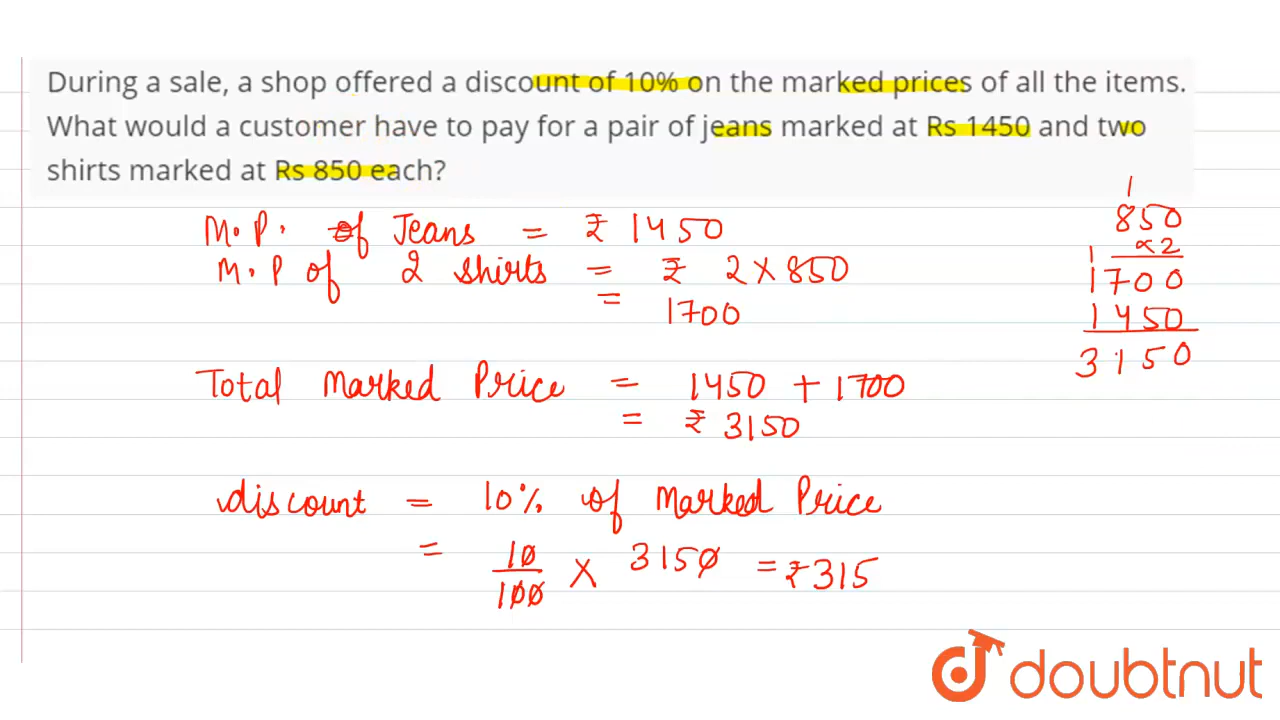 During a sale, a shop offered a discount of 10% on the marked prices of all the items.
What would a customer have to pay for a pair of jeans marked at Rs 1450 and two
shirts marked at Rs 850 each?
M.P. of Jeans = ₹ 1450
M.P of 2 shirts = ₹ 2 × 850
= 1700
1
850
×2
1
1700
1450
3150
Total Marked Price = 1450 + 1700
= ₹ 3150
discount = 10% of Marked Price
= 10/100 × 3150 = ₹315
doubtnut